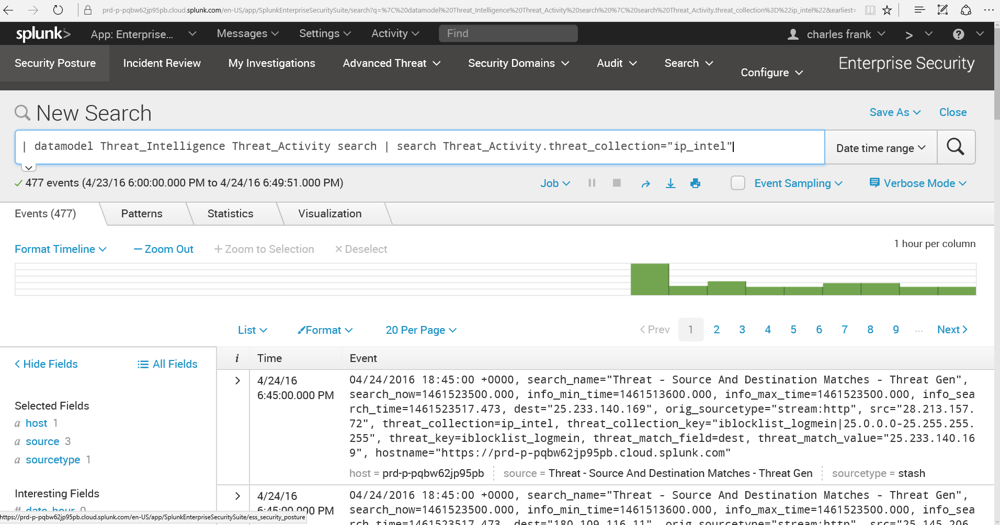 prd-p-pqbw62jp95pb.cloud.splunk.com/en-US/app/SplunkEnterpriseSecuritySuite/search?q=%7C%20datamodel%20Threat_Intelligence%20Threat_Activity%20search%20%7C%20search%20Threat_Activity.threat_collection%3D%22ip_intel%22&earliest=
splunk> App: Enterprise... Messages Settings Activity Find charles frank > ?
Security Posture Incident Review My Investigations Advanced Threat Security Domains Audit Search Configure Enterprise Security
New Search Save As Close
| datamodel Threat_Intelligence Threat_Activity search | search Threat_Activity.threat_collection="ip_intel" Date time range
477 events (4/23/16 6:00:00.000 PM to 4/24/16 6:49:51.000 PM) Job Event Sampling Verbose Mode
Events (477) Patterns Statistics Visualization
Format Timeline — Zoom Out + Zoom to Selection × Deselect 1 hour per column
List Format 20 Per Page < Prev 1 2 3 4 5 6 7 8 9 ... Next >
< Hide Fields All Fields
i Time Event
Selected Fields
a host 1
a source 3
a sourcetype 1
Interesting Fields
# date_hour 9
> 4/24/16
6:45:00.000 PM
04/24/2016 18:45:00 +0000, search_name="Threat - Source And Destination Matches - Threat Gen",
search_now=1461523500.000, info_min_time=1461513600.000, info_max_time=1461523500.000, info_sea
rch_time=1461523517.473, dest="25.233.140.169", orig_sourcetype="stream:http", src="28.213.157.
72", threat_collection=ip_intel, threat_collection_key="iblocklist_logmein|25.0.0.0-25.255.255.
255", threat_key=iblocklist_logmein, threat_match_field=dest, threat_match_value="25.233.140.16
9", hostname="https://prd-p-pqbw62jp95pb.cloud.splunk.com"
host = prd-p-pqbw62jp95pb source = Threat - Source And Destination Matches - Threat Gen sourcetype = stash
> 4/24/16
6:45:00.000 PM
04/24/2016 18:45:00 +0000, search_name="Threat - Source And Destination Matches - Threat Gen",
search_now=1461523500.000, info_min_time=1461513600.000, info_max_time=1461523500.000, info_sea
rch_time=1461523517.473, dest="180.109.116.11", orig_sourcetype="stream:http", src="25.145.206.
https://prd-p-pqbw62jp95pb.cloud.splunk.com/en-US/app/SplunkEnterpriseSecuritySuite/ess_security_posture